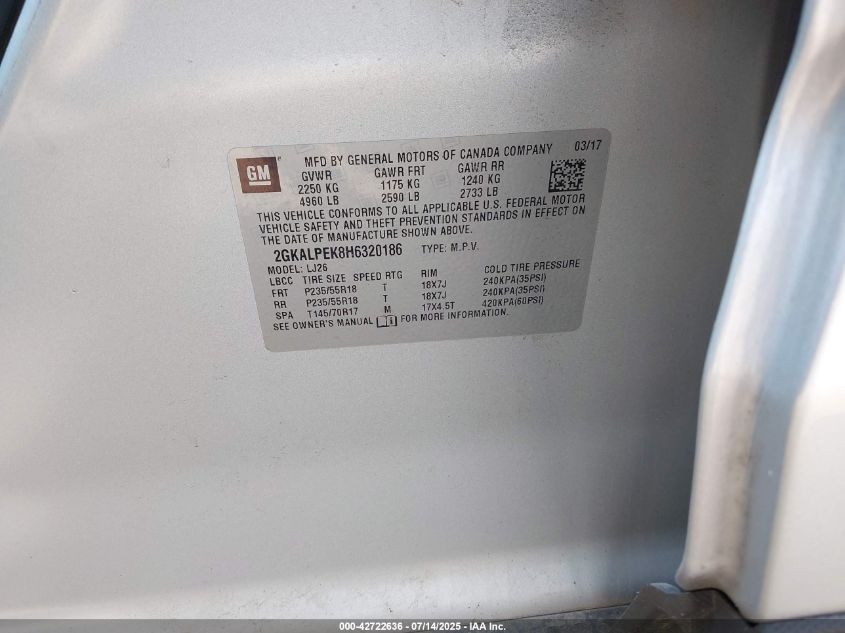 GM
MFD BY GENERAL MOTORS OF CANADA COMPANY 03/17
GVWR GAWR FRT GAWR RR
2250 KG 1175 KG 1240 KG
4960 LB 2590 LB 2733 LB
THIS VEHICLE CONFORMS TO ALL APPLICABLE U.S. FEDERAL MOTOR
VEHICLE SAFETY AND THEFT PREVENTION STANDARDS IN EFFECT ON
THE DATE OF MANUFACTURE SHOWN ABOVE.
2GKALPEK8H6320186 TYPE: M.P.V.
MODEL: LJ26
LBCC TIRE SIZE SPEED RTG RIM COLD TIRE PRESSURE
FRT P235/55R18 T 18X7J 240KPA(35PSI)
RR P235/55R18 T 18X7J 240KPA(35PSI)
SPA T145/70R17 M 17X4.5T 420KPA(60PSI)
SEE OWNER'S MANUAL FOR MORE INFORMATION.
000-42722636 - 07/14/2025 - IAA Inc.